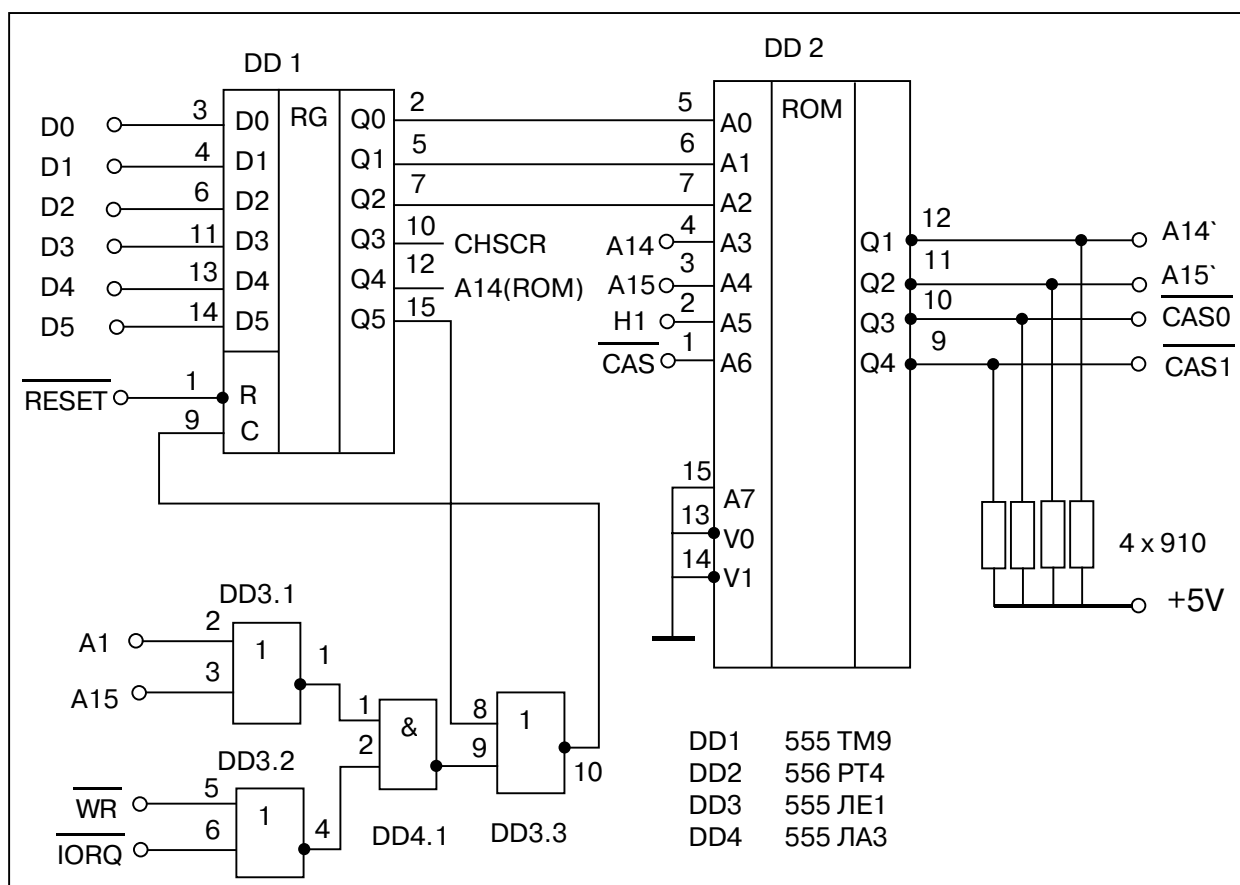 DD 1
DD 2
D0 3 D0 RG Q0 2 5 A0 ROM
D1 4 D1 Q1 5 6 A1
D2 6 D2 Q2 7 7 A2
D3 11 D3 Q3 10 CHSCR A14 4 A3 Q1 12 A14`
D4 13 D4 Q4 12 A14(ROM) A15 3 A4 Q2 11 A15`
D5 14 D5 Q5 15 H1 2 A5 Q3 10 CAS0
CAS 1 A6 Q4 9 CAS1
RESET 1 R
9 C
15 A7
13 V0
14 V1
4 x 910
+5V
DD3.1
A1 2 1 1
A15 3
1 & 8 1
2 9 10
DD3.2
WR 5 1 4
IORQ 6
DD4.1
DD3.3
DD1 555 ТМ9
DD2 556 РТ4
DD3 555 ЛЕ1
DD4 555 ЛА3